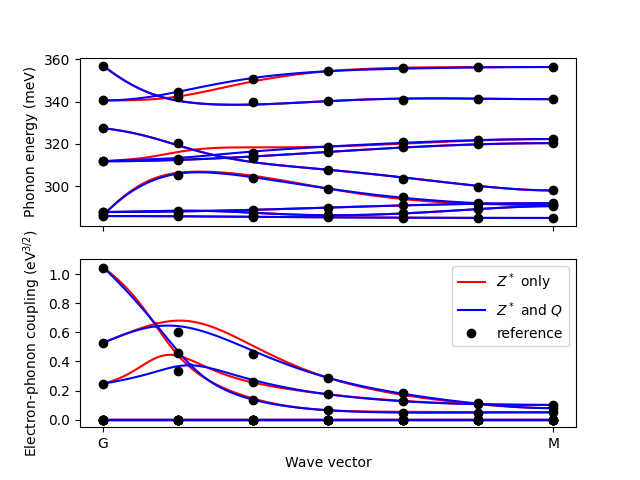 Phonon energy (meV)
360
340
320
300
Electron-phonon coupling (eV^{3/2})
1.0
0.8
0.6
0.4
0.2
0.0
Z* only
Z* and Q
reference
G
M
Wave vector